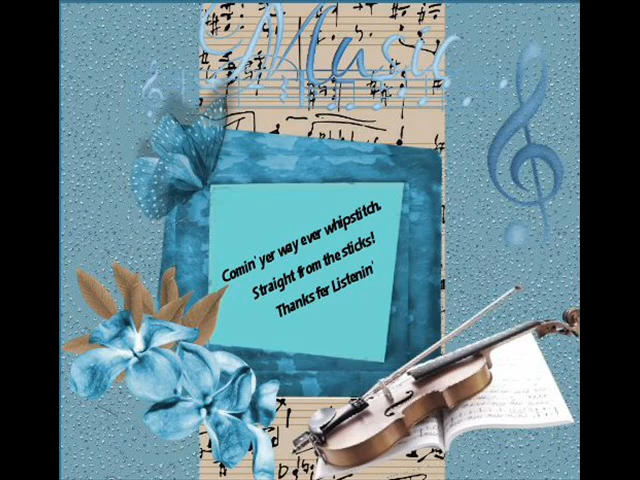 Music
Comin' yer way ever whipstitch.
Straight from the sticks!
Thanks fer Listenin'